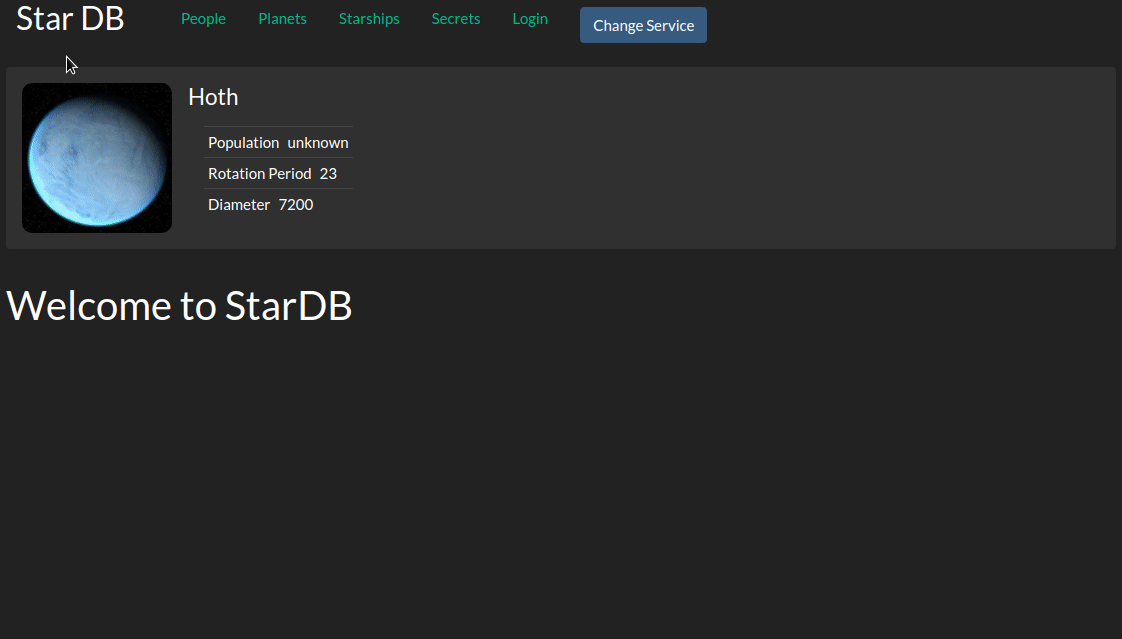 Star DB People Planets Starships Secrets Login Change Service
Hoth
Population unknown
Rotation Period 23
Diameter 7200
Welcome to StarDB